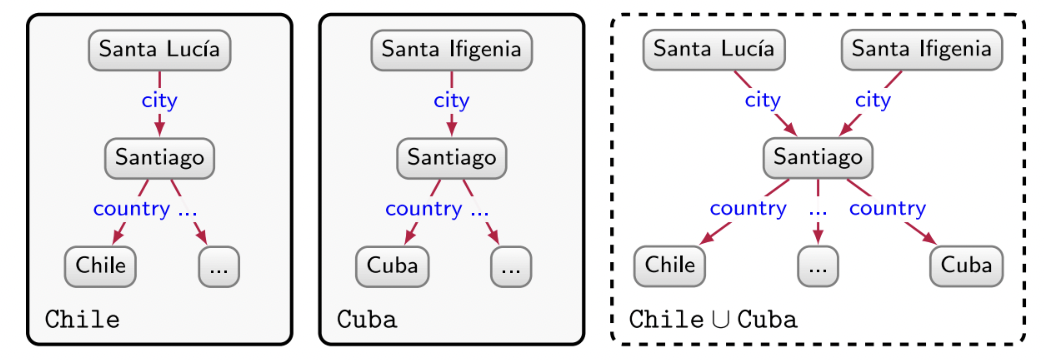 Santa Lucía
city
Santiago
country ...
Chile
...
Chile
Santa Ifigenia
city
Santiago
country ...
Cuba
...
Cuba
Santa Lucía
Santa Ifigenia
city
city
Santiago
country
...
country
Chile
...
Cuba
Chile ∪ Cuba